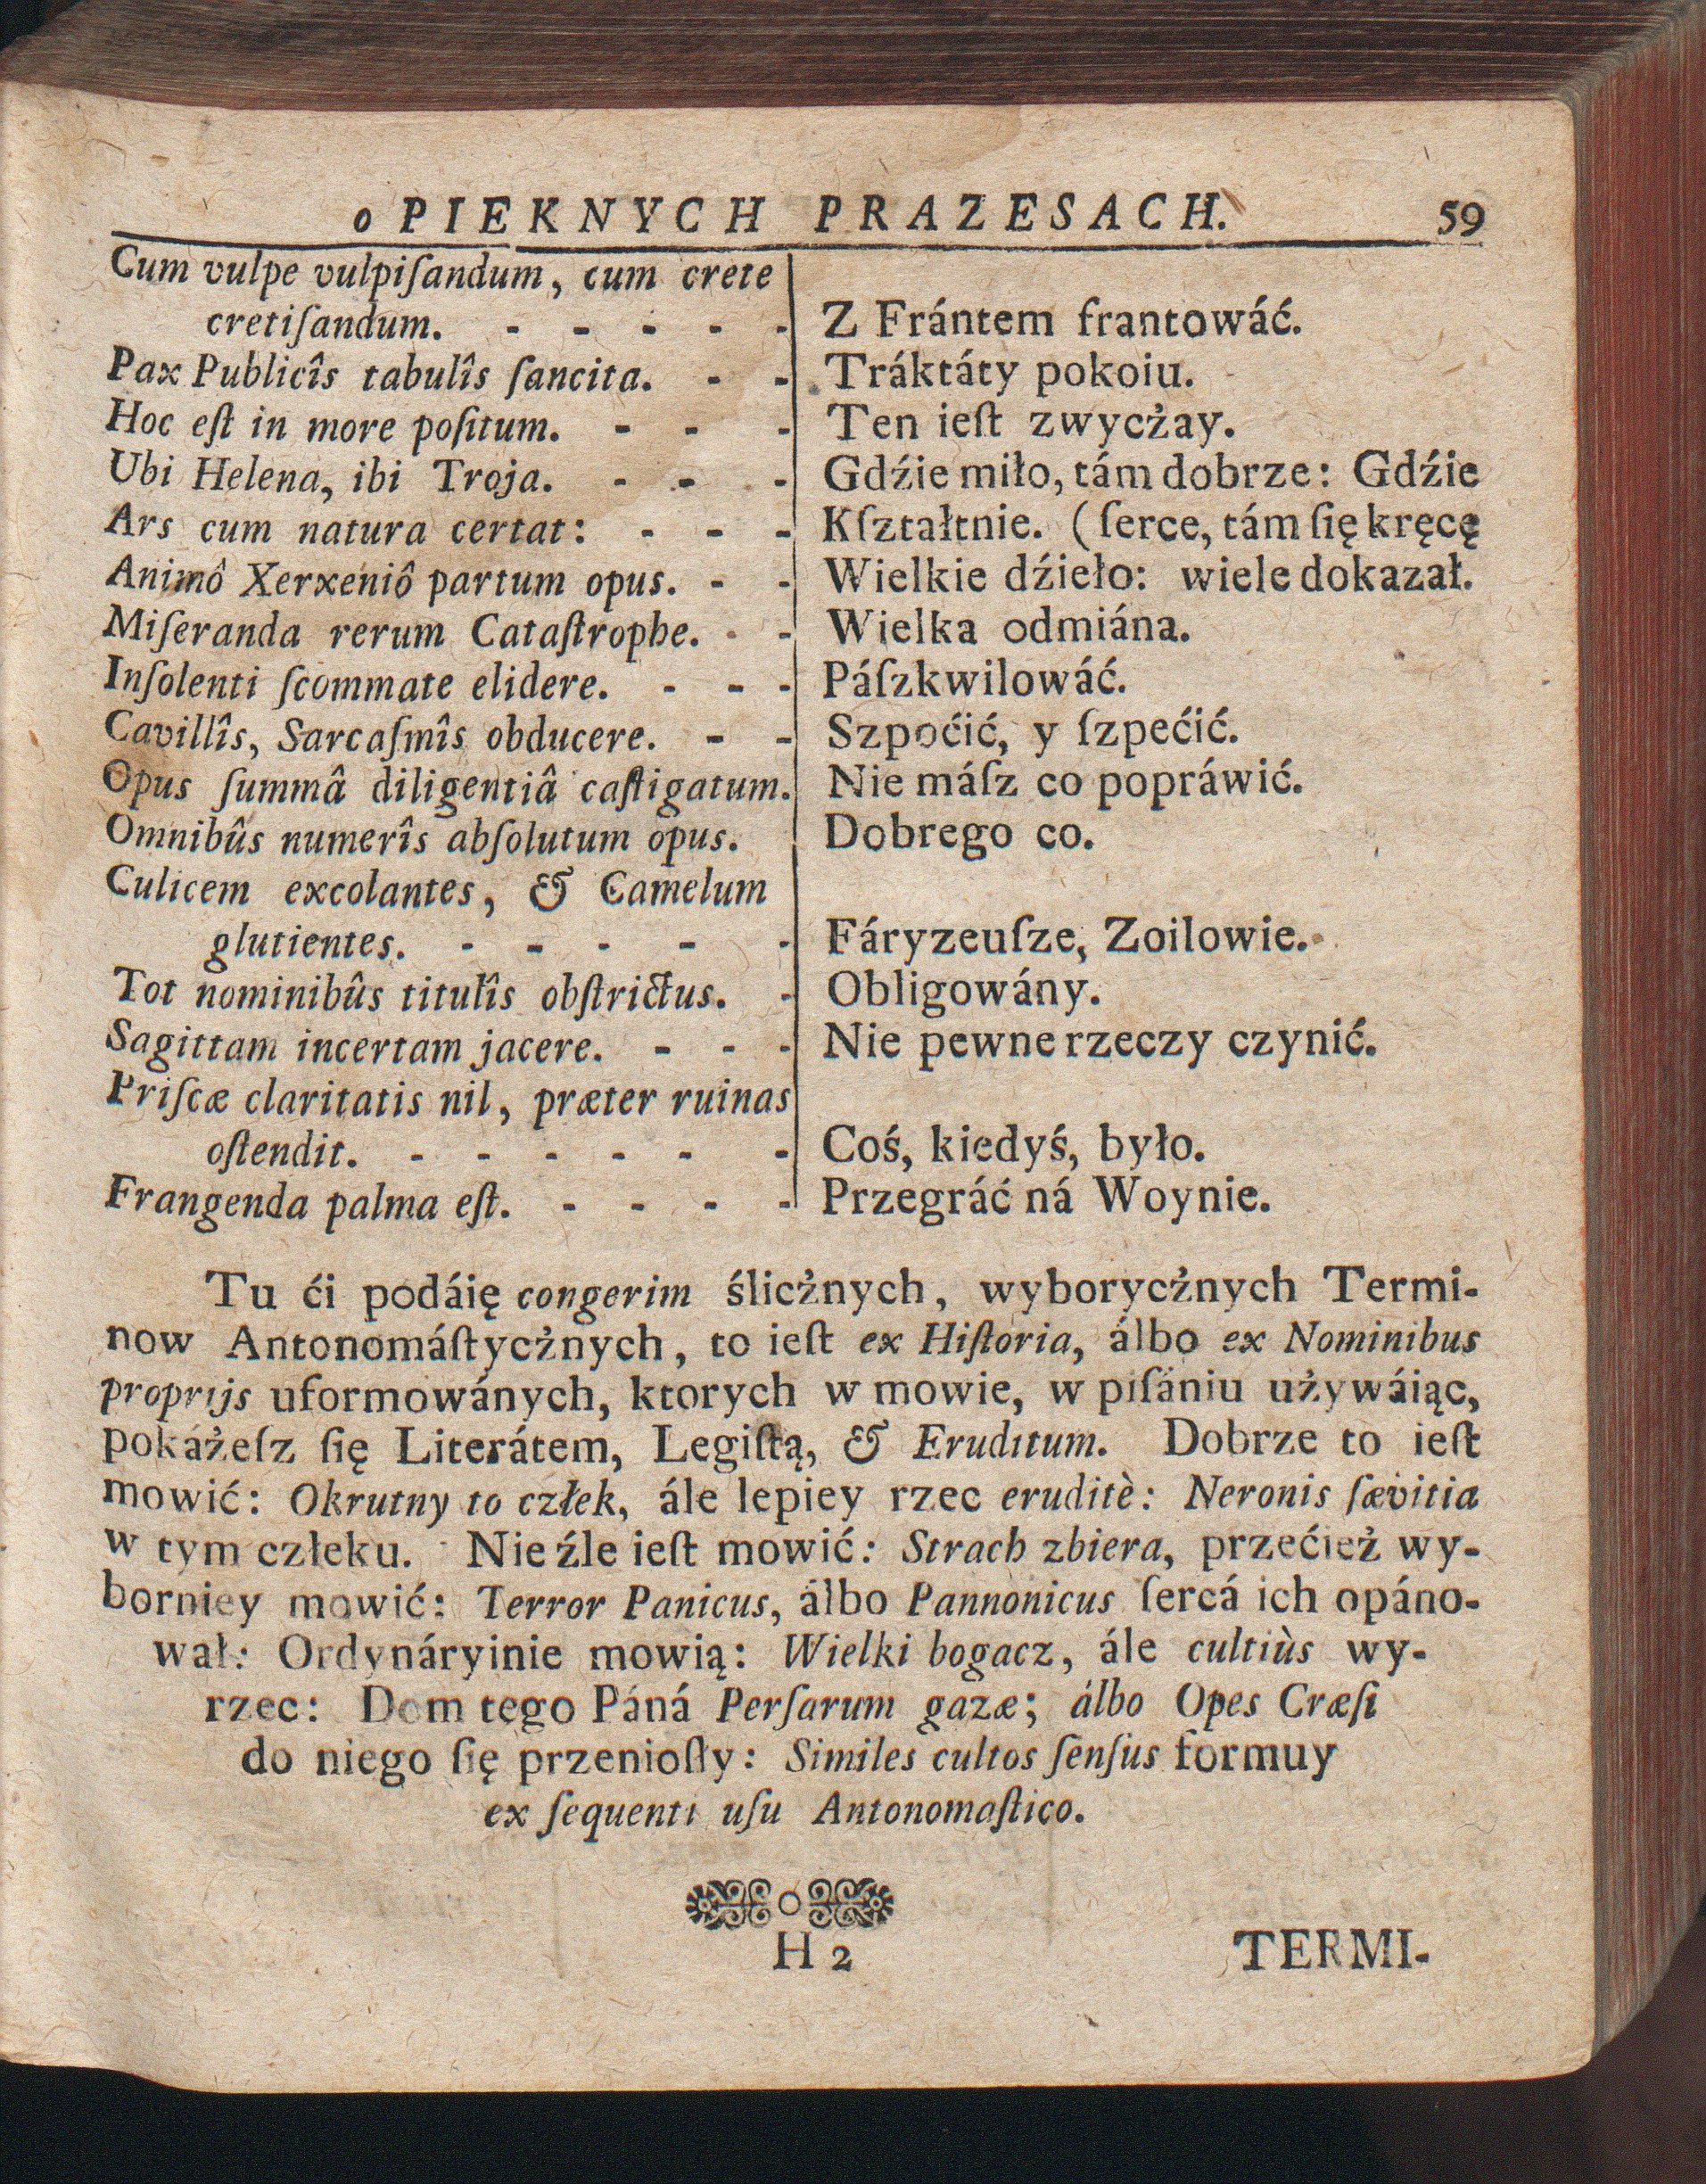 o PIEKNYCH PRAZESACH. 59
Cum vulpe vulpiſandum, cum crete
cretiſandum. - - - - - Z Frántem frantowáć.
Pax Publicîs tabulîs ſancita. - - Tráktáty pokoiu.
Hoc eſt in more poſitum. - - - Ten ieſt zwyczȧy.
Ubi Helena, ibi Troja. - - - Gdźie miło, tám dobrze: Gdźie
Ars cum natura certat: - - - Kſztałtnie. (ſerce, tám ſię kręcę
Animô Xerxeniô partum opus. - - Wielkie dźieło: wiele dokazał.
Miſeranda rerum Cataſtrophe. - - Wielka odmiána.
Inſolenti ſcommate elidere. - - - Páſzkwilowáć.
Cavillîs, Sarcaſmîs obducere. - - Szpoćić, y ſzpećić.
Opus ſummâ diligentiâ caſtigatum. Nie máſz co popráwić.
Omnibûs numerîs abſolutum opus. Dobrego co.
Culicem excolantes, & Camelum
glutientes. - - - - - Fáryzeuſze, Zoilowie.
Tot nominibûs titulîs obſtrictus. - Obligowány.
Sagittam incertam jacere. - - - Nie pewne rzeczy czynić.
Priſcæ claritatis nil, præter ruinas
oſtendit. - - - - - - Coś, kiedyś, było.
Frangenda palma eſt. - - - - Przegráć ná Woynie.
Tu ći podáię congerim ślicżnych, wyborycżnych Termi-
now Antonomáſtycżnych, to ieſt ex Hiſtoria, álbo ex Nominibus
proprijs uformowánych, ktorych w mowie, w piſániu używáiąc,
pokáżeſz ſię Literátem, Legiſtą, & Eruditum. Dobrze to ieſt
mowić: Okrutny to człek, ále lepiey rzec eruditè: Neronis ſævitia
w tym człeku. Nieźle ieſt mowić: Strach zbiera, przećież wy-
borniey mowić: Terror Panicus, álbo Pannonicus ſercá ich opáno-
wał: Ordynáryinie mowią: Wielki bogacz, ále cultiùs wy-
rzec: Dom tego Páná Perſarum gazæ; álbo Opes Cræſi
do niego ſię przenioſły: Similes cultos ſenſus formuy
ex ſequenti uſu Antonomaſtico.
H 2 TERMI-